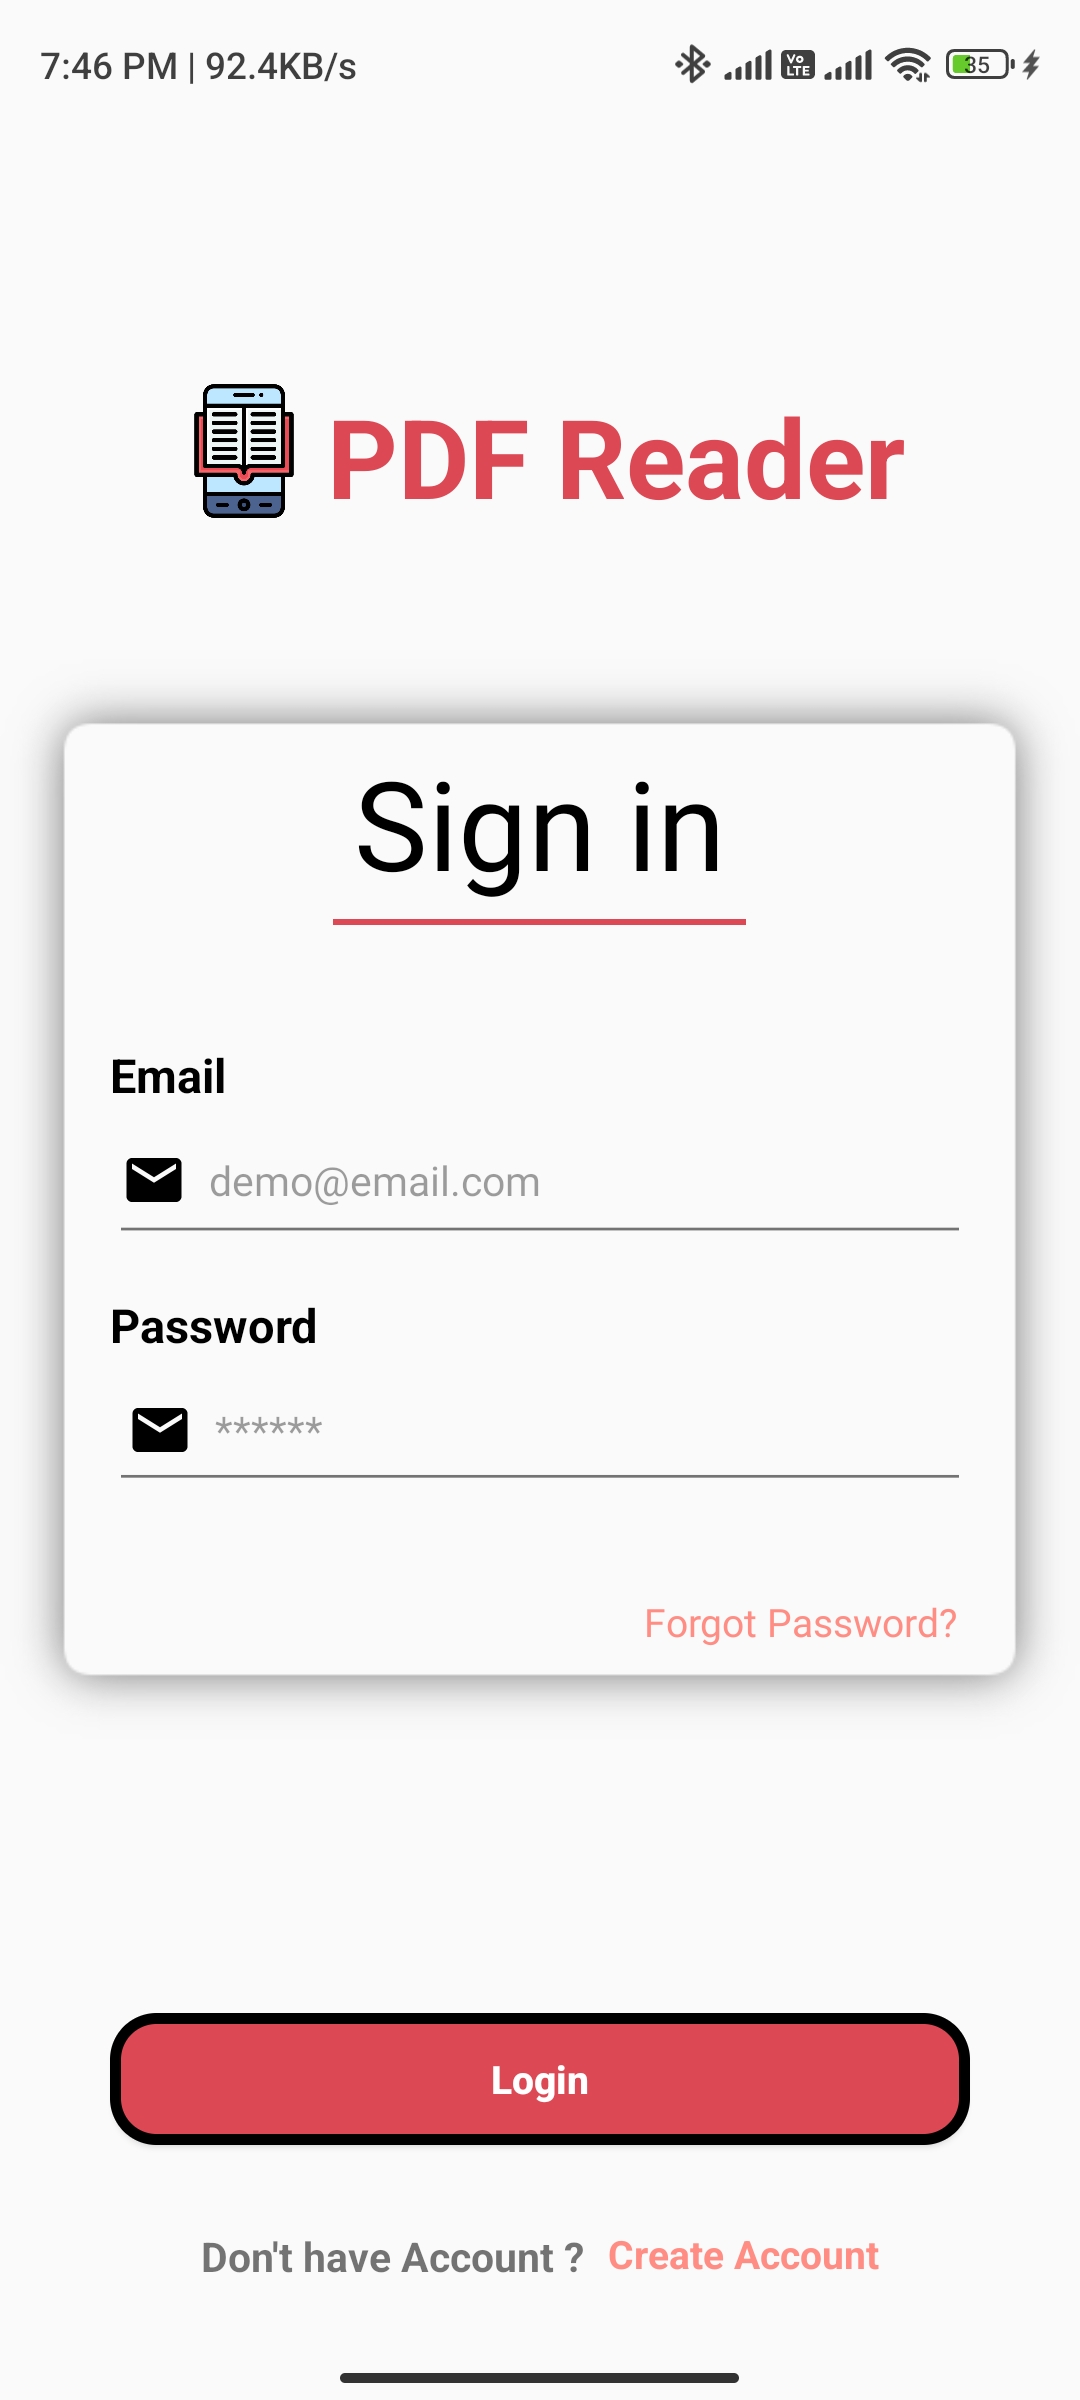 7:46 PM | 92.4KB/s Vo LTE 35
PDF Reader
Sign in
Email
demo@email.com
Password
******
Forgot Password?
Login
Don't have Account ? Create Account